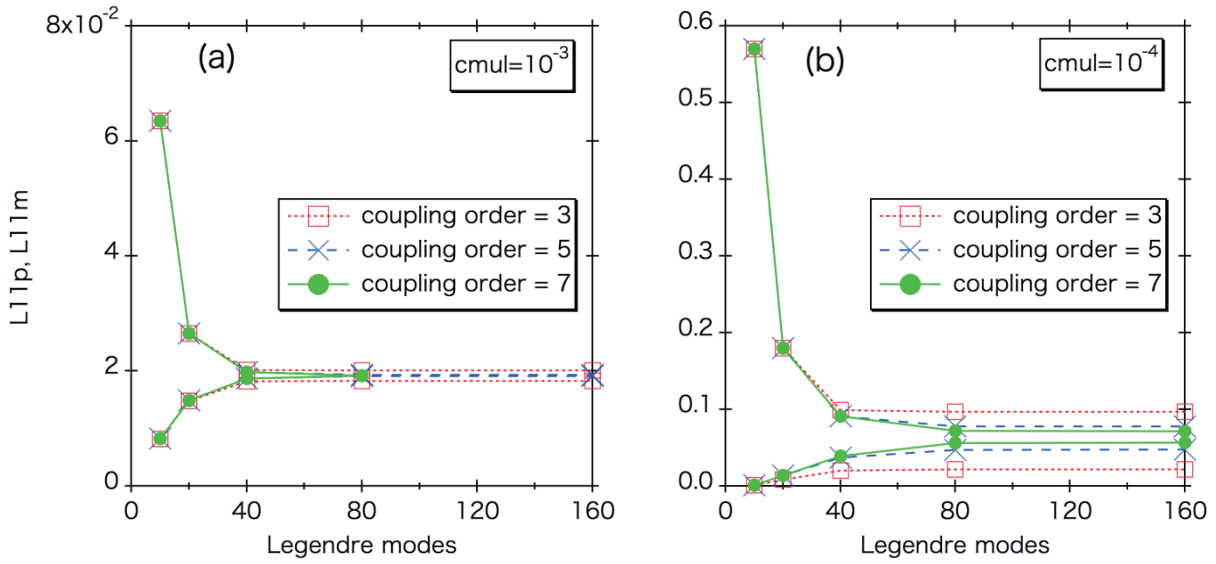 8x10-2
6
4
2
0
L11p, L11m
(a)
cmul=10-3
coupling order = 3
coupling order = 5
coupling order = 7
0 40 80 120 160
Legendre modes
0.6
0.5
0.4
0.3
0.2
0.1
0.0
(b)
cmul=10-4
coupling order = 3
coupling order = 5
coupling order = 7
0 40 80 120 160
Legendre modes